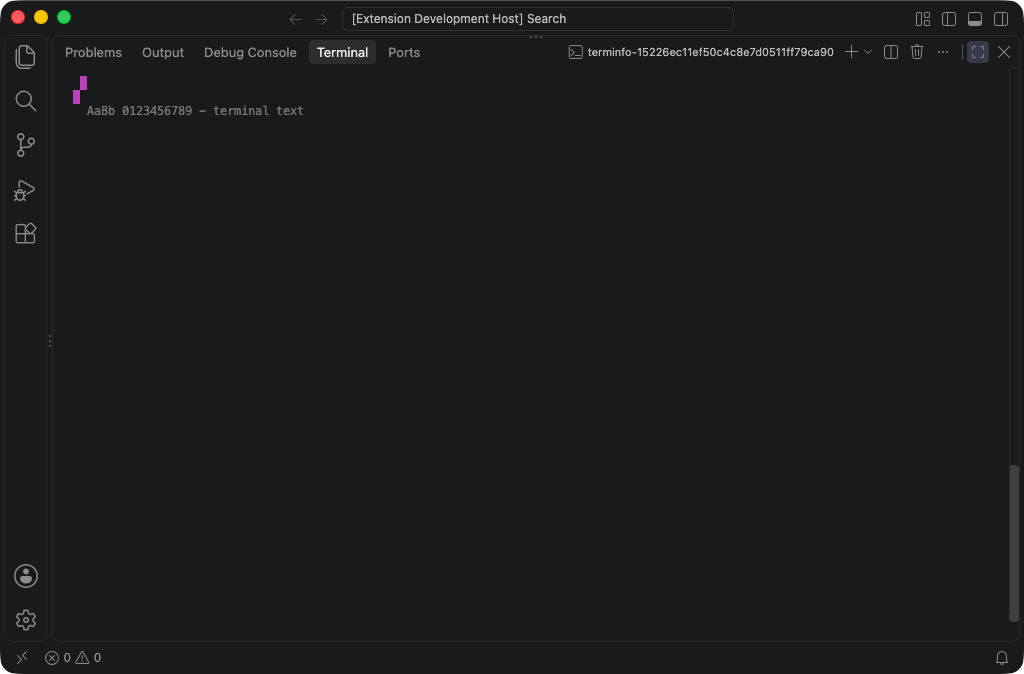 [Extension Development Host] Search
Problems Output Debug Console Terminal Ports terminfo-15226ec11ef50c4c8e7d0511ff79ca90
AaBb 0123456789 — terminal text
0 0